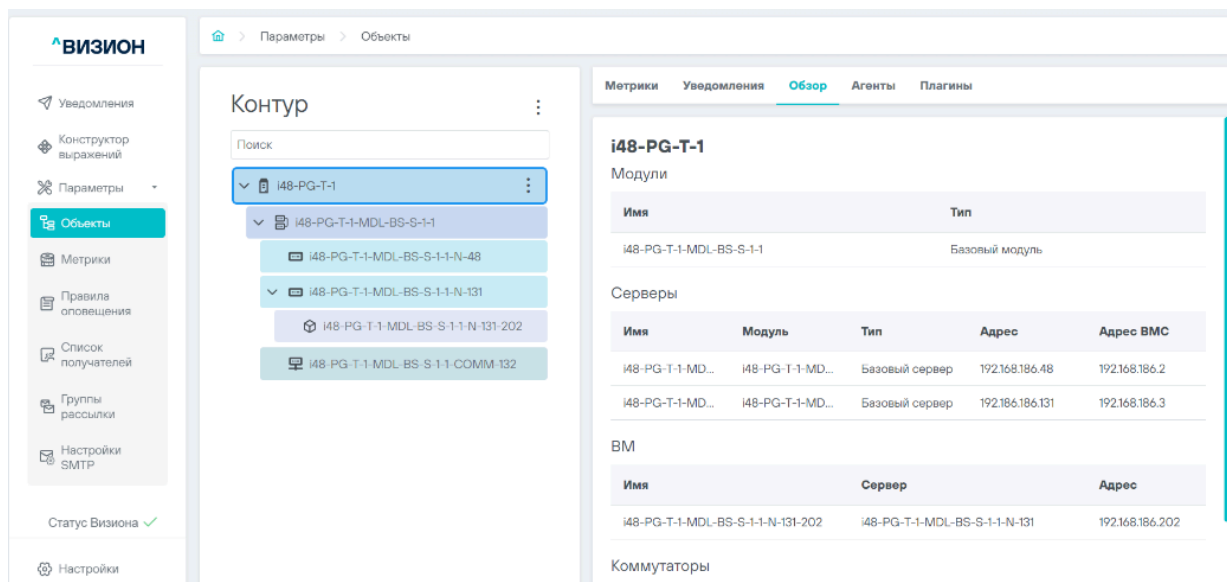 ^ВИЗИОН
Уведомления
Конструктор
выражений
Параметры
Объекты
Метрики
Правила
оповещения
Список
получателей
Группы
рассылки
Настройки
SMTP
Статус Визиона
Настройки
> Параметры > Объекты
Контур
Поиск
i48-PG-T-1
i48-PG-T-1-MDL-BS-S-1-1
i48-PG-T-1-MDL-BS-S-1-1-N-48
i48-PG-T-1-MDL-BS-S-1-1-N-131
i48-PG-T-1-MDL-BS-S-1-1-N-131-202
i48-PG-T-1-MDL-BS-S-1-1-COMM-132
Метрики Уведомления Обзор Агенты Плагины
i48-PG-T-1
Модули
Имя Тип
i48-PG-T-1-MDL-BS-S-1-1 Базовый модуль
Серверы
Имя Модуль Тип Адрес Адрес BMC
i48-PG-T-1-MD... i48-PG-T-1-MD... Базовый сервер 192.168.186.48 192.168.186.2
i48-PG-T-1-MD... i48-PG-T-1-MD... Базовый сервер 192.186.186.131 192.168.186.3
ВМ
Имя Сервер Адрес
i48-PG-T-1-MDL-BS-S-1-1-N-131-202 i48-PG-T-1-MDL-BS-S-1-1-N-131 192.168.186.202
Коммутаторы